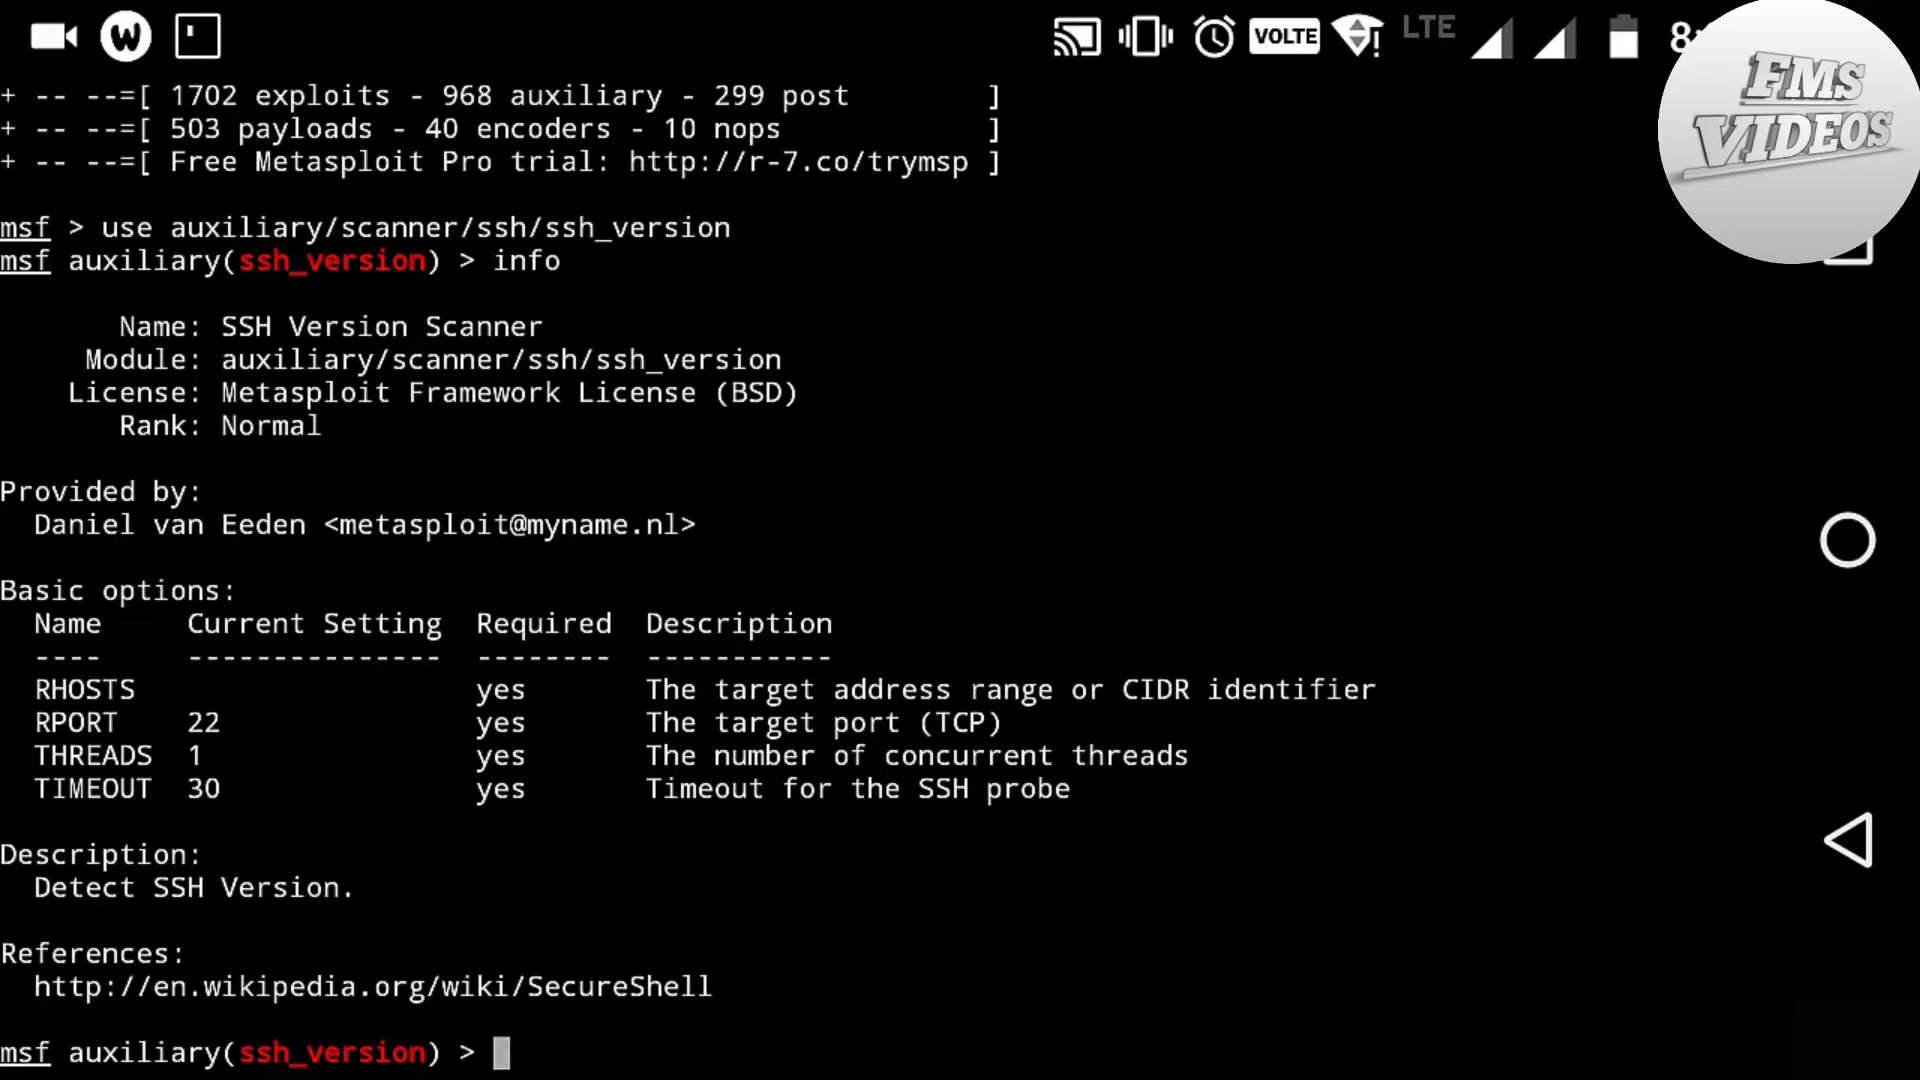 VOLTE LTE 8:
FMS
VIDEOS
+ -- --=[ 1702 exploits - 968 auxiliary - 299 post ]
+ -- --=[ 503 payloads - 40 encoders - 10 nops ]
+ -- --=[ Free Metasploit Pro trial: http://r-7.co/trymsp ]
msf > use auxiliary/scanner/ssh/ssh_version
msf auxiliary(ssh_version) > info
Name: SSH Version Scanner
Module: auxiliary/scanner/ssh/ssh_version
License: Metasploit Framework License (BSD)
Rank: Normal
Provided by:
Daniel van Eeden <metasploit@myname.nl>
Basic options:
Name Current Setting Required Description
---- --------------- -------- -----------
RHOSTS yes The target address range or CIDR identifier
RPORT 22 yes The target port (TCP)
THREADS 1 yes The number of concurrent threads
TIMEOUT 30 yes Timeout for the SSH probe
Description:
Detect SSH Version.
References:
http://en.wikipedia.org/wiki/SecureShell
msf auxiliary(ssh_version) >